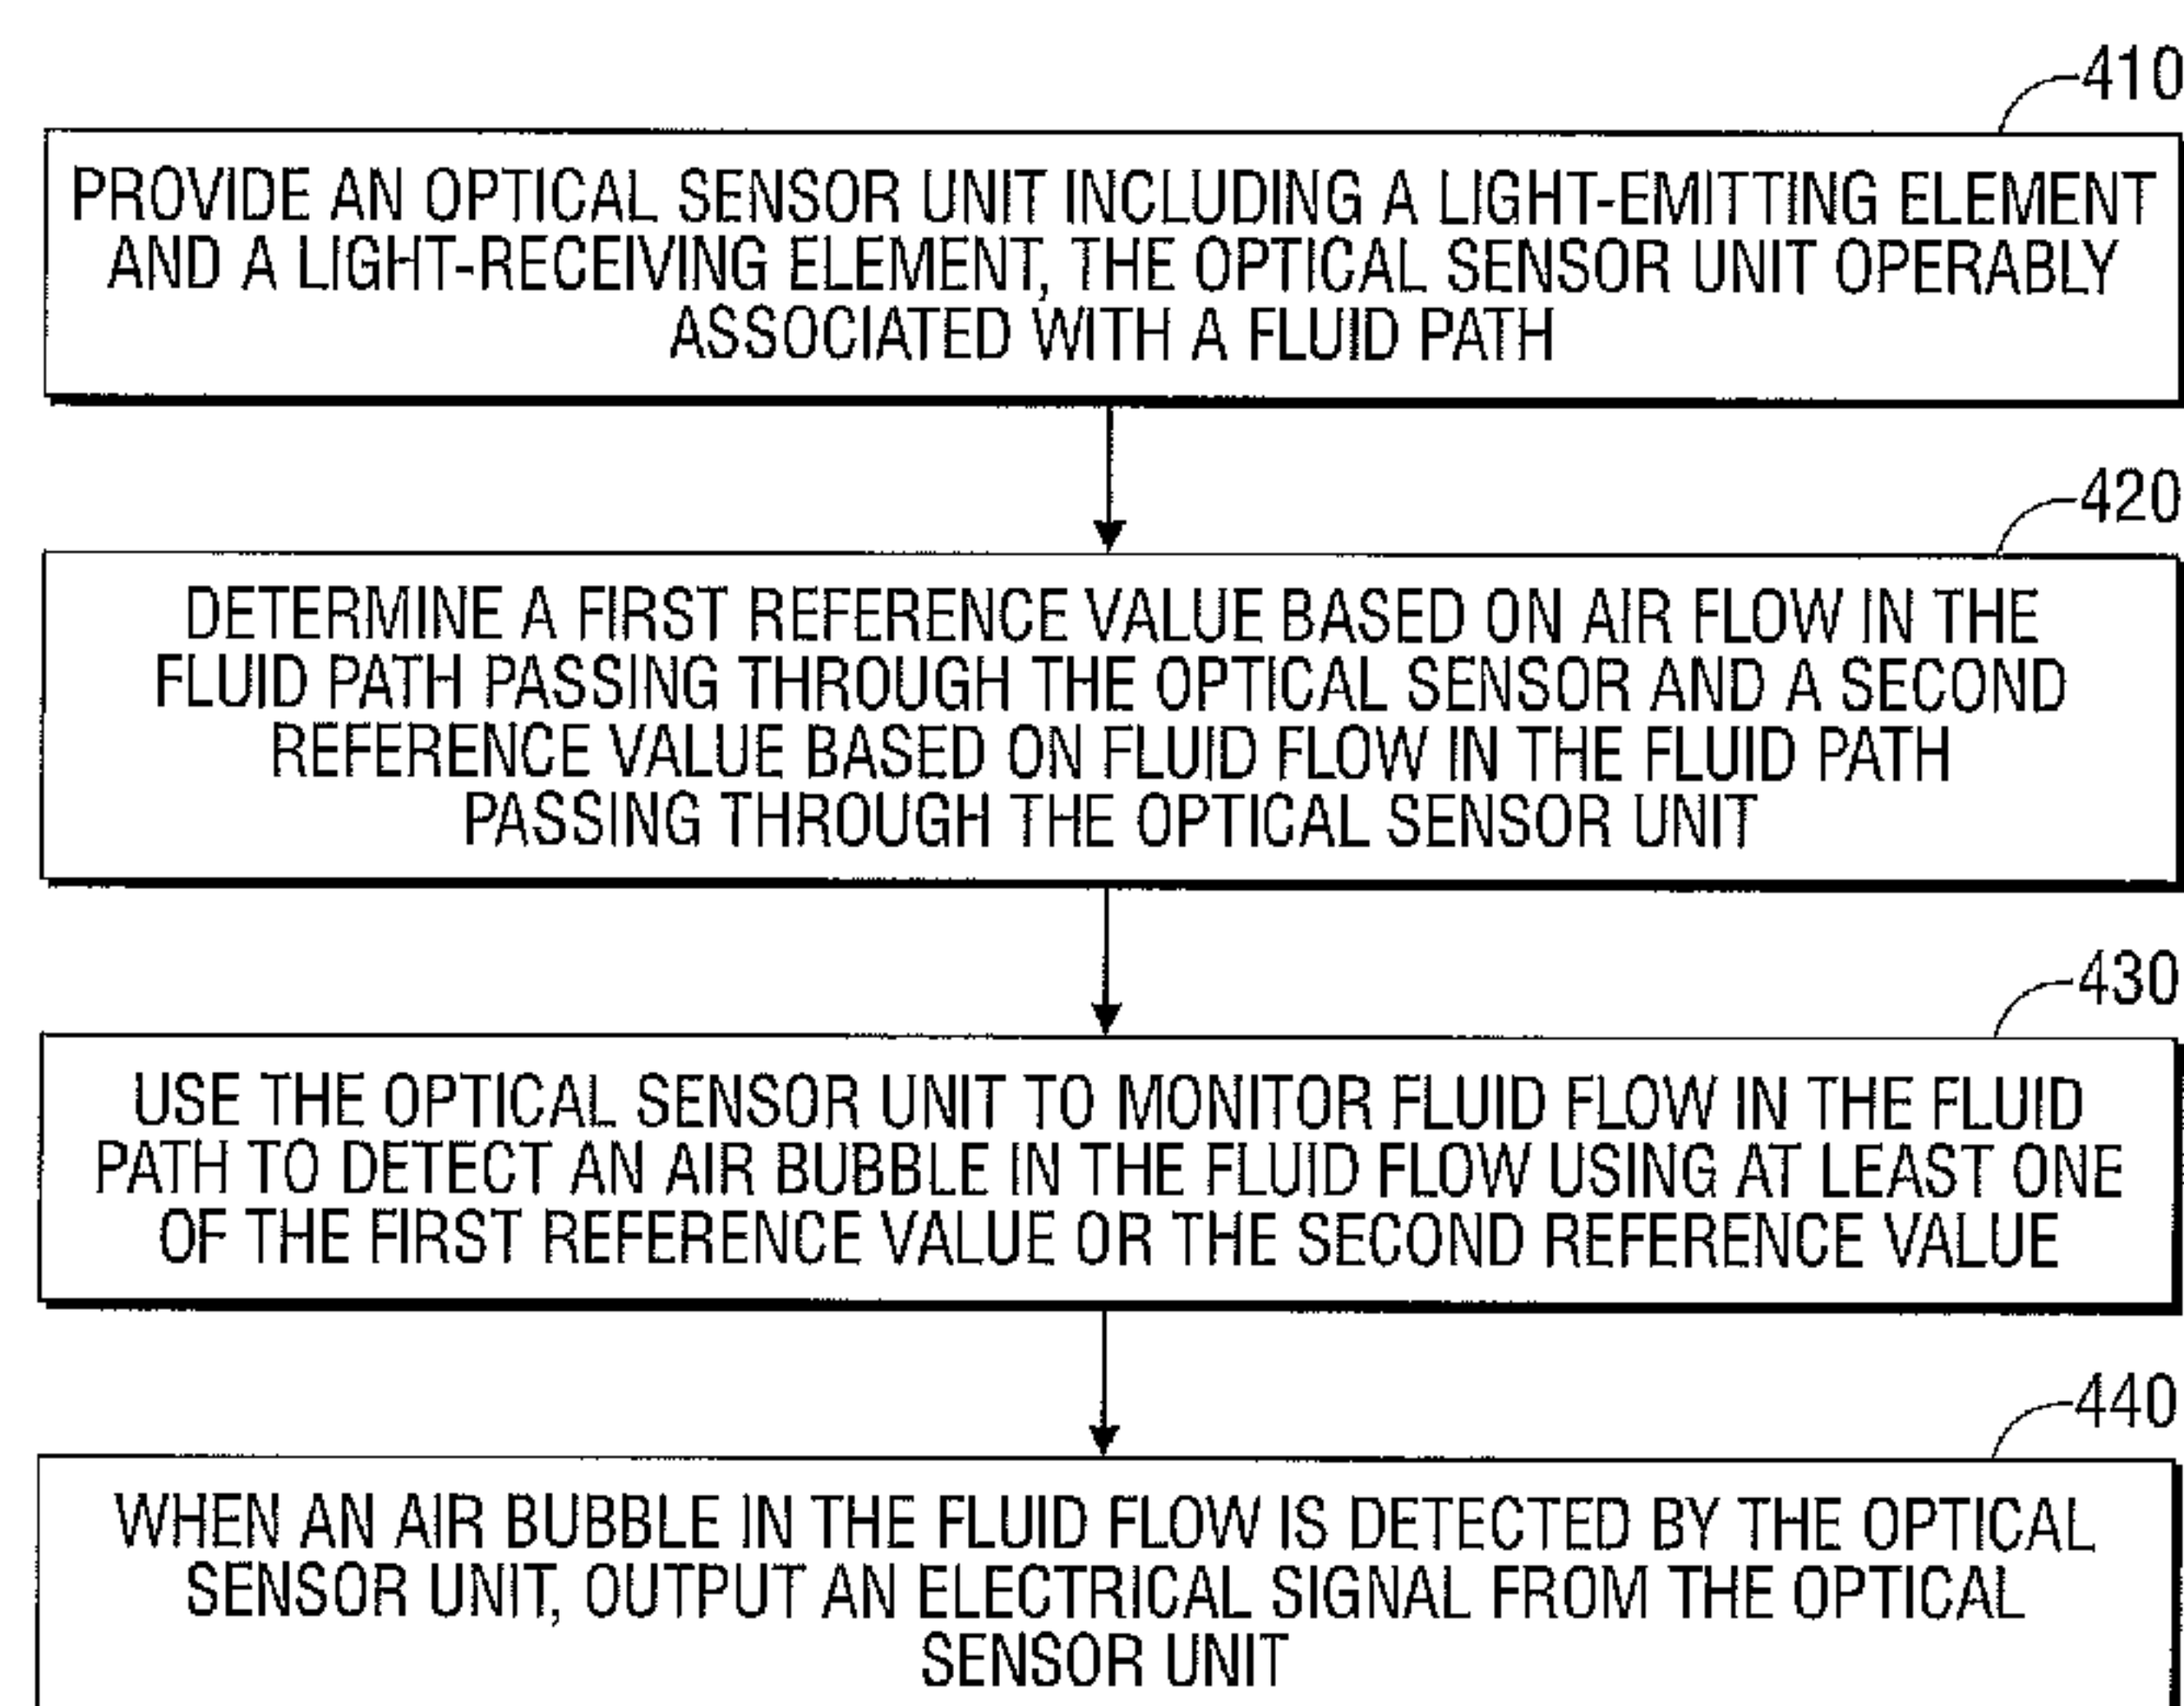 410
PROVIDE AN OPTICAL SENSOR UNIT INCLUDING A LIGHT-EMITTING ELEMENT
AND A LIGHT-RECEIVING ELEMENT, THE OPTICAL SENSOR UNIT OPERABLY
ASSOCIATED WITH A FLUID PATH
420
DETERMINE A FIRST REFERENCE VALUE BASED ON AIR FLOW IN THE
FLUID PATH PASSING THROUGH THE OPTICAL SENSOR AND A SECOND
REFERENCE VALUE BASED ON FLUID FLOW IN THE FLUID PATH
PASSING THROUGH THE OPTICAL SENSOR UNIT
430
USE THE OPTICAL SENSOR UNIT TO MONITOR FLUID FLOW IN THE FLUID
PATH TO DETECT AN AIR BUBBLE IN THE FLUID FLOW USING AT LEAST ONE
OF THE FIRST REFERENCE VALUE OR THE SECOND REFERENCE VALUE
440
WHEN AN AIR BUBBLE IN THE FLUID FLOW IS DETECTED BY THE OPTICAL
SENSOR UNIT, OUTPUT AN ELECTRICAL SIGNAL FROM THE OPTICAL
SENSOR UNIT